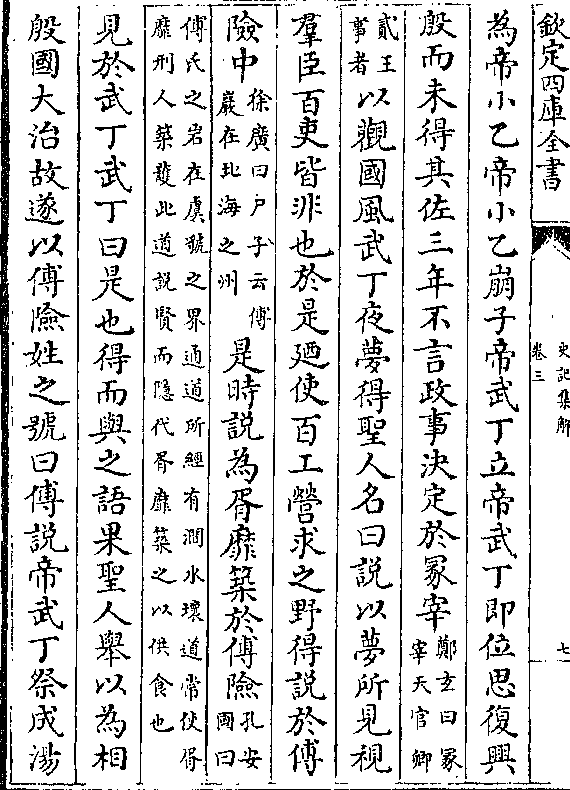 欽定四庫全書
史記集解
卷三
七
為帝小乙帝小乙崩子帝武丁立帝武丁即位思復興
殷而未得其佐三年不言政事決定於冢宰鄭玄曰冢
宰天官卿
貳王
事者以觀國風武丁夜夢得聖人名曰說以夢所見視
羣臣百吏皆非也於是廼使百工營求之野得說於傅
險中徐廣曰尸子云傅
巖在北海之州是時說為胥靡築於傅險孔安
國曰
傅氏之岩在虞虢之界通道所經有澗水壞道常使胥
靡刑人築䕶此道説賢而隱代胥靡築之以供食也
見於武丁武丁曰是也得而與之語果聖人舉以為相
殷國大治故遂以傅險姓之號曰傅説帝武丁祭成湯